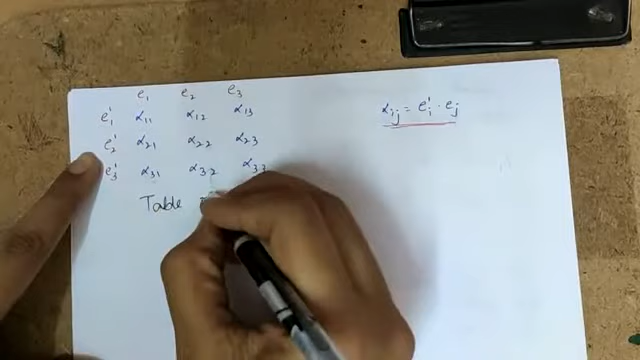 e₁ e₂ e₃
e₁' α₁₁ α₁₂ α₁₃
αᵢⱼ = eᵢ' · eⱼ
e₂' α₂₁ α₂₂ α₂₃
e₃' α₃₁ α₃₂ α₃₃
Table